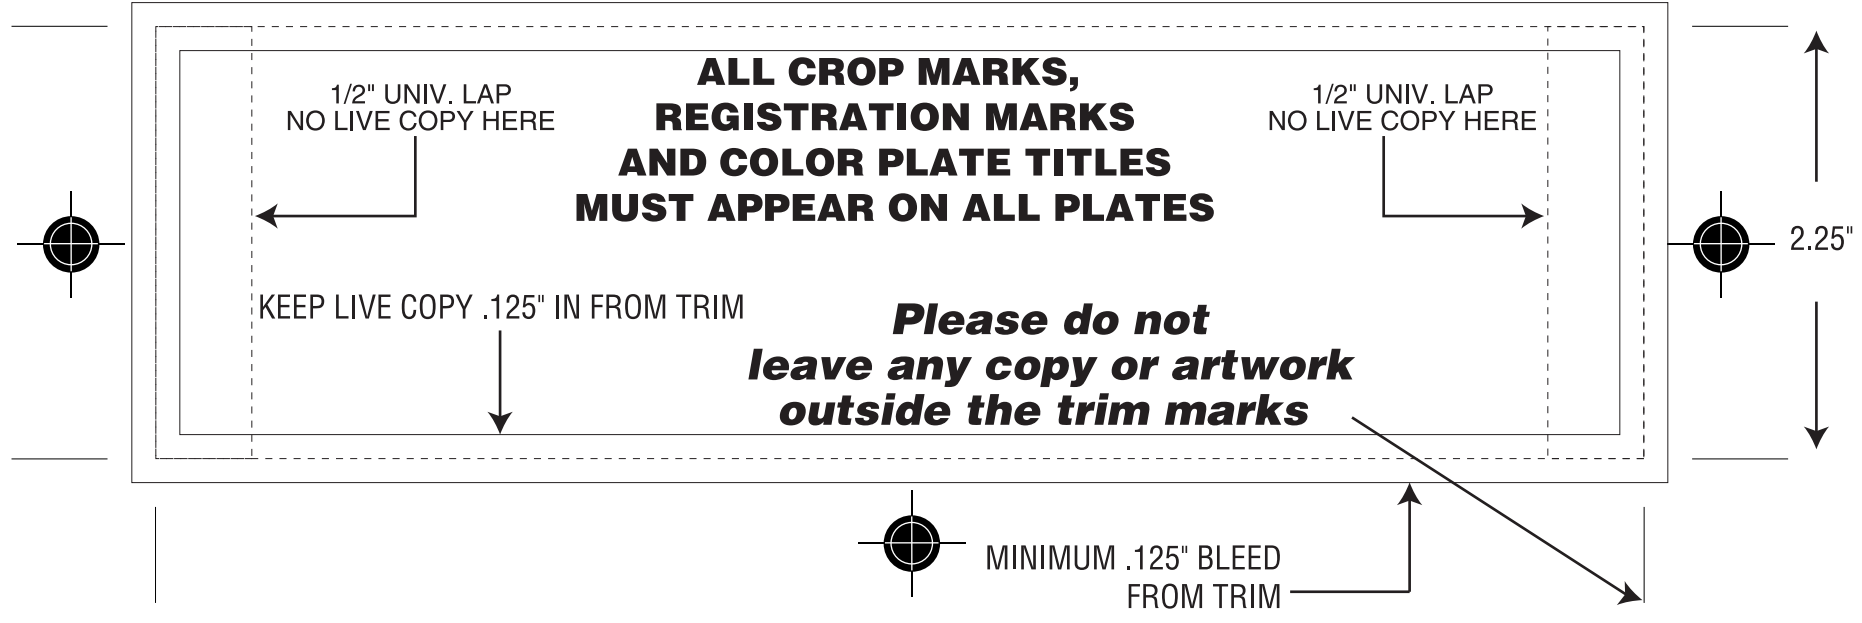 ALL CROP MARKS,
REGISTRATION MARKS
AND COLOR PLATE TITLES
MUST APPEAR ON ALL PLATES
1/2" UNIV. LAP
NO LIVE COPY HERE
1/2" UNIV. LAP
NO LIVE COPY HERE
2.25"
KEEP LIVE COPY .125" IN FROM TRIM
Please do not
leave any copy or artwork
outside the trim marks
MINIMUM .125" BLEED
FROM TRIM